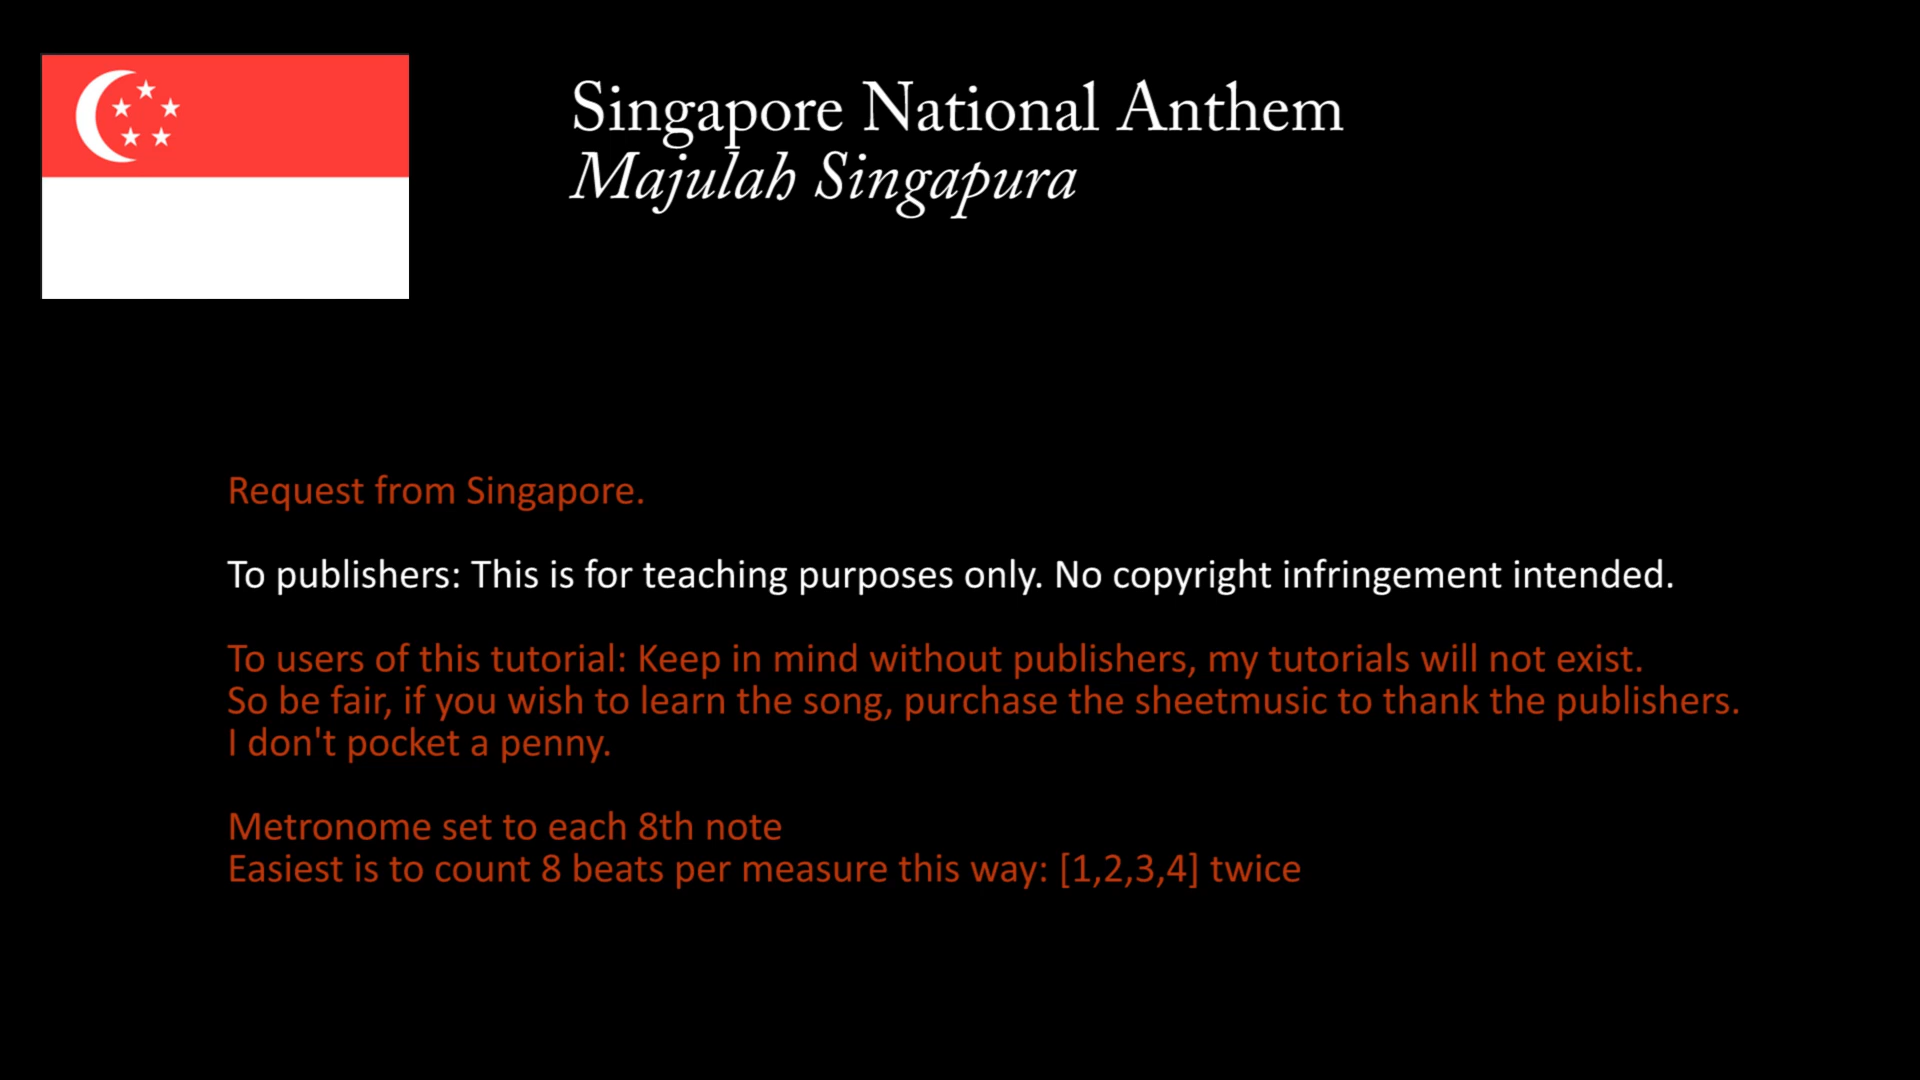 Singapore National Anthem
Majulah Singapura
Request from Singapore.
To publishers: This is for teaching purposes only. No copyright infringement intended.
To users of this tutorial: Keep in mind without publishers, my tutorials will not exist.
So be fair, if you wish to learn the song, purchase the sheetmusic to thank the publishers.
I don't pocket a penny.
Metronome set to each 8th note
Easiest is to count 8 beats per measure this way: [1,2,3,4] twice